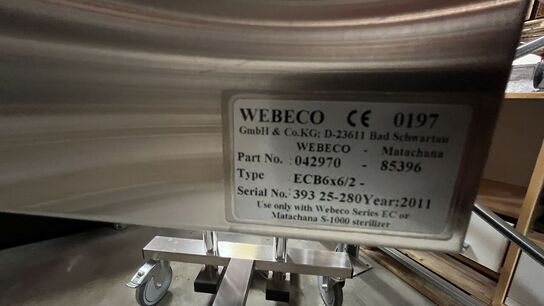 WEBECO CE 0197
GmbH & Co.KG; D-23611 Bad Schwartau
WEBECO - Matachana
Part No. : 042970 - 85396
Type : ECB6x6/2 -
Serial No.: 393 25-280 Year: 2011
Use only with Webeco Series EC or
Matachana S-1000 sterilizer